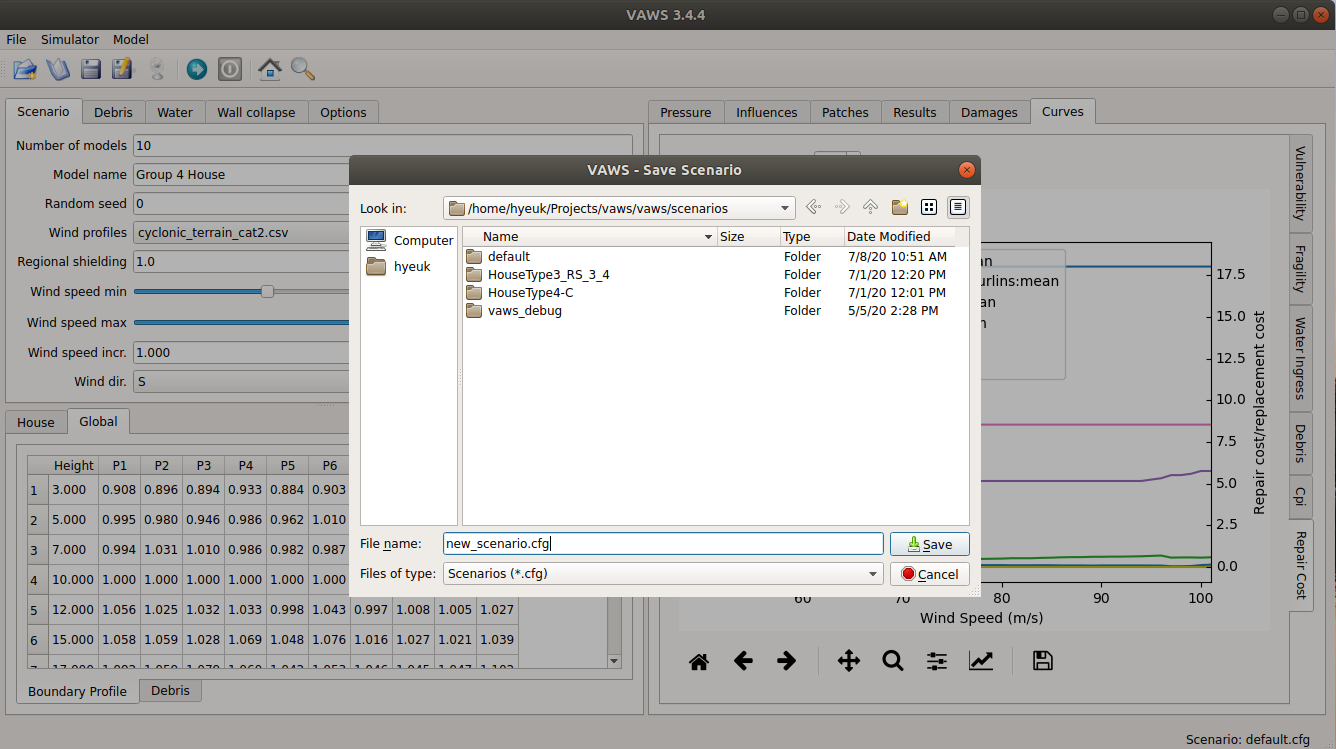 VAWS 3.4.4
File Simulator Model
Scenario Debris Water Wall collapse Options
Number of models 10
Model name Group 4 House
Random seed 0
Wind profiles cyclonic_terrain_cat2.csv
Regional shielding 1.0
Wind speed min
Wind speed max
Wind speed incr. 1.000
Wind dir. S
House Global
Height P1 P2 P3 P4 P5 P6
1 3.000 0.908 0.896 0.894 0.933 0.884 0.903
2 5.000 0.995 0.980 0.946 0.986 0.962 1.010
3 7.000 0.994 1.031 1.010 0.986 0.982 0.987
4 10.000 1.000 1.000 1.000 1.000 1.000 1.000
5 12.000 1.056 1.025 1.032 1.033 0.998 1.043 0.997 1.008 1.005 1.027
6 15.000 1.058 1.059 1.028 1.069 1.048 1.076 1.016 1.027 1.021 1.039
Boundary Profile Debris
VAWS - Save Scenario
Look in: /home/hyeuk/Projects/vaws/vaws/scenarios
Computer
hyeuk
Name Size Type Date Modified
default Folder 7/8/20 10:51 AM
HouseType3_RS_3_4 Folder 7/1/20 12:20 PM
HouseType4-C Folder 7/1/20 12:01 PM
vaws_debug Folder 5/5/20 2:28 PM
File name: new_scenario.cfg Save
Files of type: Scenarios (*.cfg) Cancel
Pressure Influences Patches Results Damages Curves
Vulnerability
Fragility
Water Ingress
Debris
Cpi
Repair Cost
an
urlins:mean
an
n
17.5
15.0
12.5
10.0
7.5
5.0
2.5
0.0
Repair cost/replacement cost
60 70 80 90 100
Wind Speed (m/s)
Scenario: default.cfg